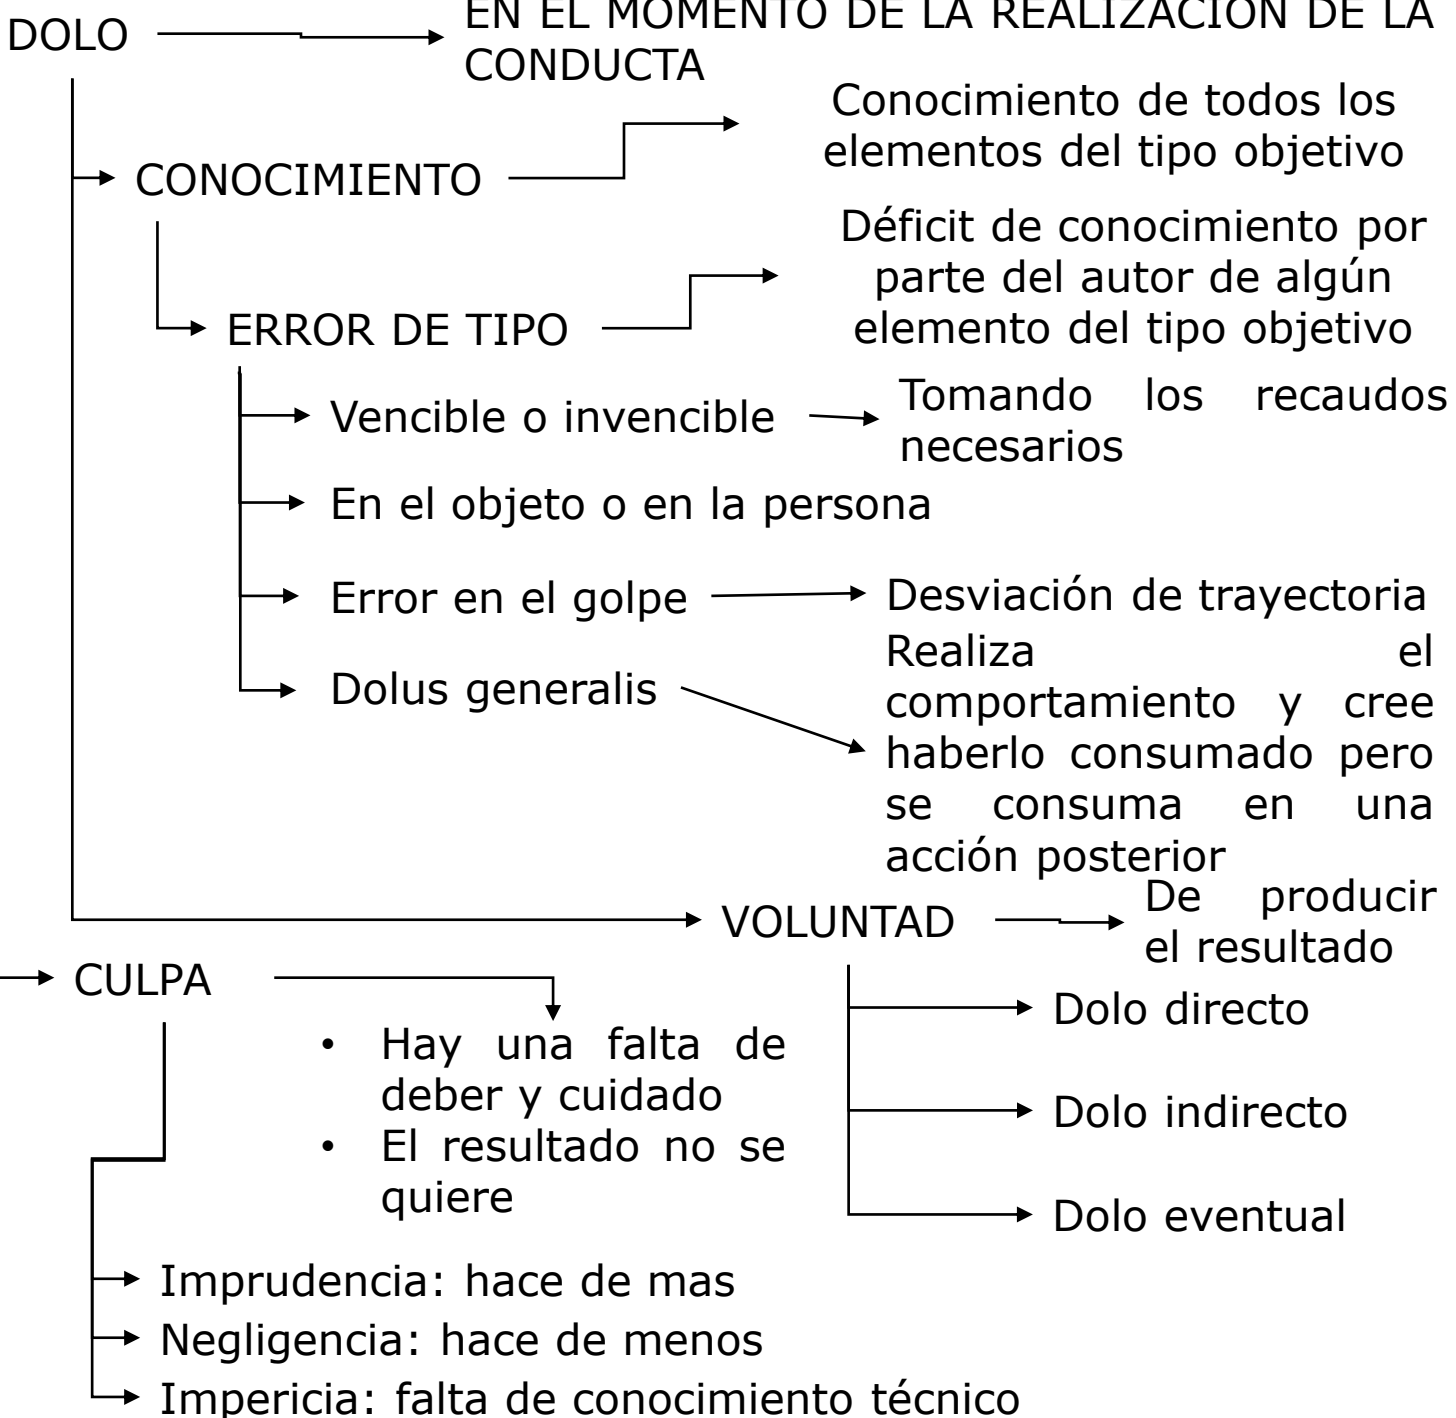 DOLO
EN EL MOMENTO DE LA REALIZACIÓN DE LA
CONDUCTA
CONOCIMIENTO
Conocimiento de todos los
elementos del tipo objetivo
ERROR DE TIPO
Déficit de conocimiento por
parte del autor de algún
elemento del tipo objetivo
Vencible o invencible
Tomando los recaudos
necesarios
En el objeto o en la persona
Error en el golpe
Desviación de trayectoria
Dolus generalis
Realiza el
comportamiento y cree
haberlo consumado pero
se consuma en una
acción posterior
VOLUNTAD
De producir
el resultado
Dolo directo
Dolo indirecto
Dolo eventual
CULPA
• Hay una falta de
deber y cuidado
• El resultado no se
quiere
Imprudencia: hace de mas
Negligencia: hace de menos
Impericia: falta de conocimiento técnico